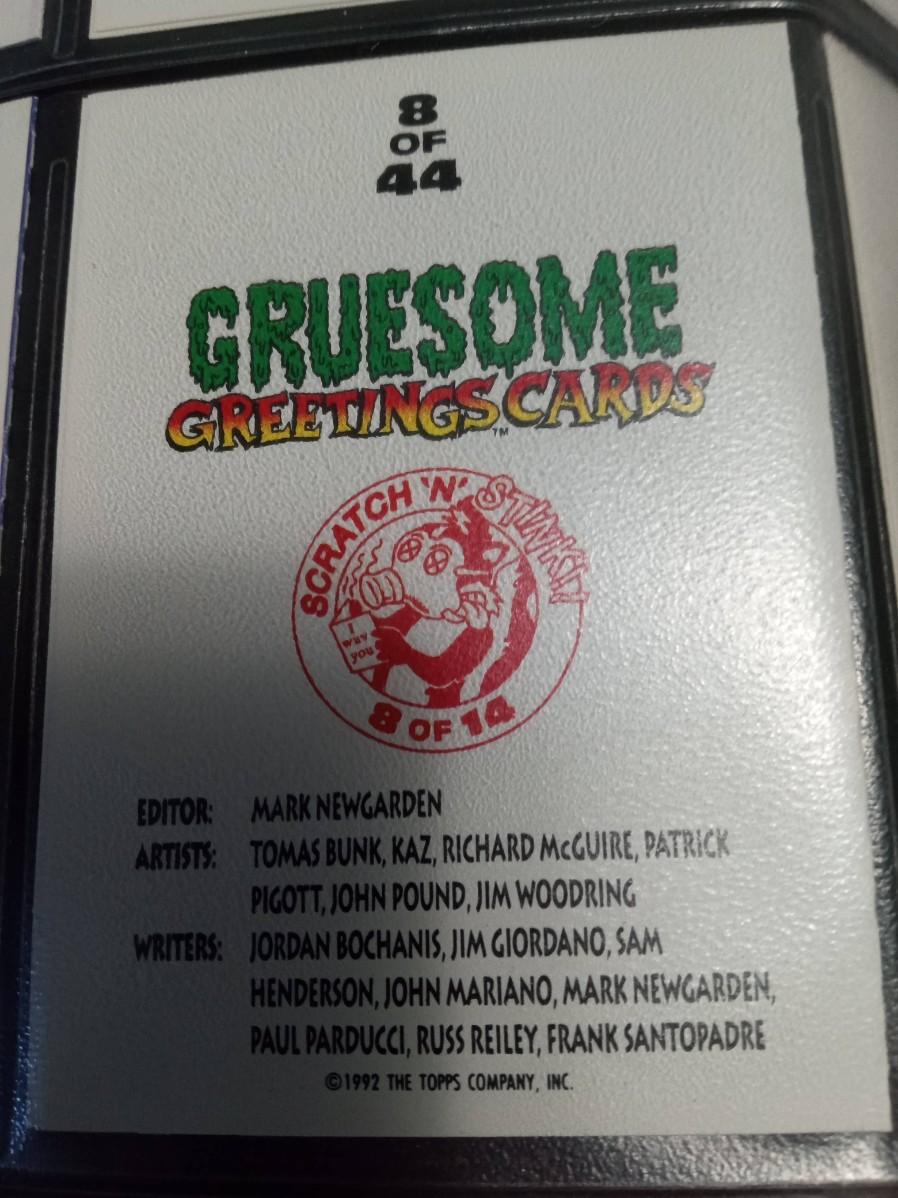 8
OF
44
GRUESOME
GREETINGS CARDS
™
SCRATCH 'N' STINK!!
I
WUV
YOU
8 OF 14
EDITOR: MARK NEWGARDEN
ARTISTS: TOMAS BUNK, KAZ, RICHARD McGUIRE, PATRICK
PIGOTT, JOHN POUND, JIM WOODRING
WRITERS: JORDAN BOCHANIS, JIM GIORDANO, SAM
HENDERSON, JOHN MARIANO, MARK NEWGARDEN,
PAUL PARDUCCI, RUSS REILEY, FRANK SANTOPADRE
©1992 THE TOPPS COMPANY, INC.